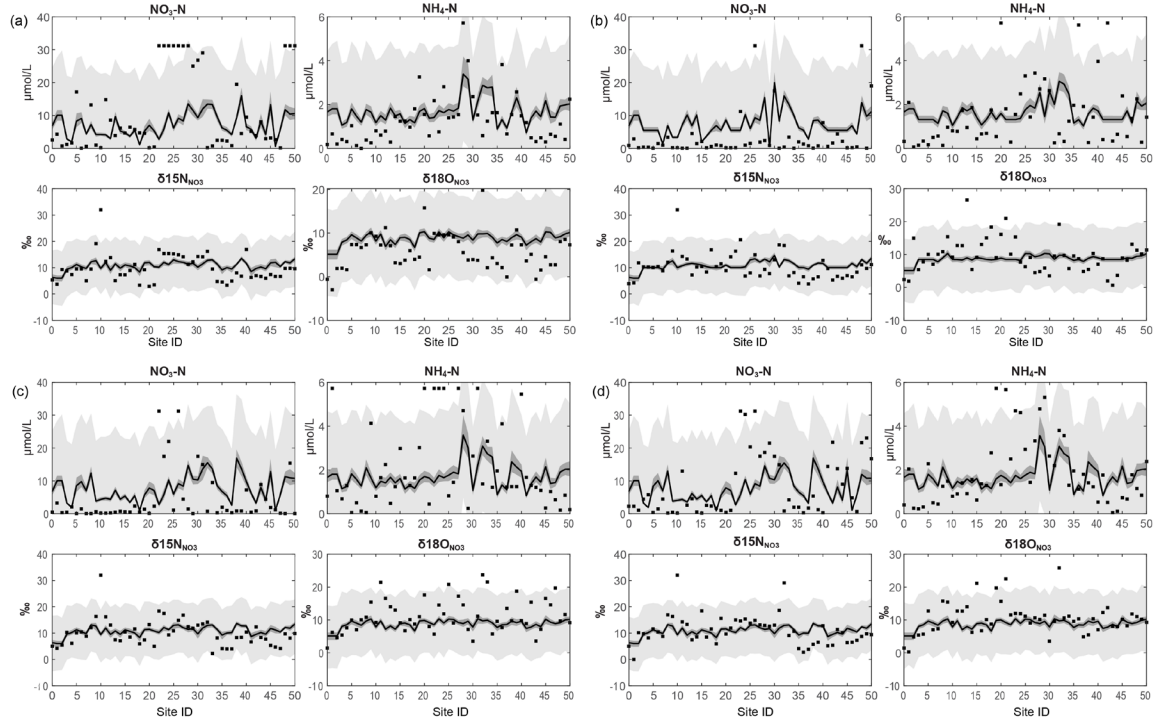 (a) NO3-N NH4-N (b) NO3-N NH4-N
μmol/L μmol/L
40 30 20 10 0
6 4 2 0
40 30 20 10 0
6 4 2 0
0 5 10 15 20 25 30 35 40 45 50
0 5 10 15 20 25 30 35 40 45 50
0 5 10 15 20 25 30 35 40 45 50
0 5 10 15 20 25 30 35 40 45 50
δ15NNO3 δ18ONO3 δ15NNO3 δ18ONO3
‰ ‰ ‰
40 30 20 10 0 -10
20 10 0 -10
40 30 20 10 0 -10
30 20 10 0 -10
0 5 10 15 20 25 30 35 40 45 50
0 5 10 15 20 25 30 35 40 45 50
0 5 10 15 20 25 30 35 40 45 50
0 5 10 15 20 25 30 35 40 45 50
Site ID Site ID Site ID Site ID
(c) NO3-N NH4-N (d) NO3-N NH4-N
μmol/L μmol/L
40 30 20 10 0
6 4 2 0
40 30 20 10 0
6 4 2 0
0 5 10 15 20 25 30 35 40 45 50
0 5 10 15 20 25 30 35 40 45 50
0 5 10 15 20 25 30 35 40 45 50
0 5 10 15 20 25 30 35 40 45 50
δ15NNO3 δ18ONO3 δ15NNO3 δ18ONO3
‰ ‰ ‰ ‰
40 30 20 10 0 -10
30 20 10 0 -10
40 30 20 10 0 -10
30 20 10 0 -10
0 5 10 15 20 25 30 35 40 45 50
0 5 10 15 20 25 30 35 40 45 50
0 5 10 15 20 25 30 35 40 45 50
0 5 10 15 20 25 30 35 40 45 50
Site ID Site ID Site ID Site ID